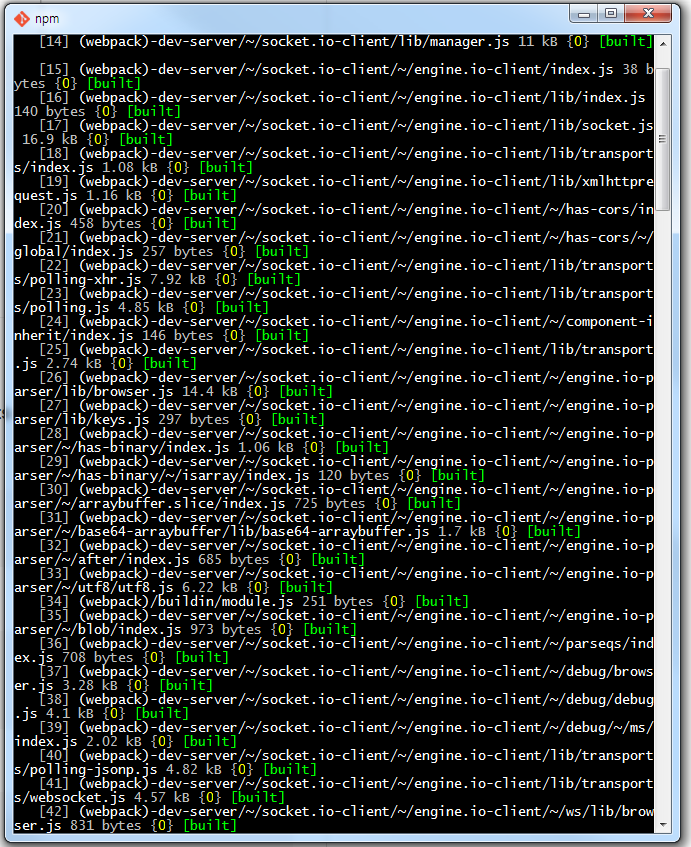 npm
[14] (webpack)-dev-server/~/socket.io-client/lib/manager.js 11 kB {0} [built]
[15] (webpack)-dev-server/~/socket.io-client/~/engine.io-client/index.js 38 b
ytes {0} [built]
[16] (webpack)-dev-server/~/socket.io-client/~/engine.io-client/lib/index.js
140 bytes {0} [built]
[17] (webpack)-dev-server/~/socket.io-client/~/engine.io-client/lib/socket.js
16.9 kB {0} [built]
[18] (webpack)-dev-server/~/socket.io-client/~/engine.io-client/lib/transport
s/index.js 1.08 kB {0} [built]
[19] (webpack)-dev-server/~/socket.io-client/~/engine.io-client/lib/xmlhttpre
quest.js 1.16 kB {0} [built]
[20] (webpack)-dev-server/~/socket.io-client/~/engine.io-client/~/has-cors/in
dex.js 458 bytes {0} [built]
[21] (webpack)-dev-server/~/socket.io-client/~/engine.io-client/~/has-cors/~/
global/index.js 257 bytes {0} [built]
[22] (webpack)-dev-server/~/socket.io-client/~/engine.io-client/lib/transport
s/polling-xhr.js 7.92 kB {0} [built]
[23] (webpack)-dev-server/~/socket.io-client/~/engine.io-client/lib/transport
s/polling.js 4.85 kB {0} [built]
[24] (webpack)-dev-server/~/socket.io-client/~/engine.io-client/~/component-i
nherit/index.js 146 bytes {0} [built]
[25] (webpack)-dev-server/~/socket.io-client/~/engine.io-client/lib/transport
.js 2.74 kB {0} [built]
[26] (webpack)-dev-server/~/socket.io-client/~/engine.io-client/~/engine.io-p
arser/lib/browser.js 14.4 kB {0} [built]
[27] (webpack)-dev-server/~/socket.io-client/~/engine.io-client/~/engine.io-p
arser/lib/keys.js 297 bytes {0} [built]
[28] (webpack)-dev-server/~/socket.io-client/~/engine.io-client/~/engine.io-p
arser/~/has-binary/index.js 1.06 kB {0} [built]
[29] (webpack)-dev-server/~/socket.io-client/~/engine.io-client/~/engine.io-p
arser/~/has-binary/~/isarray/index.js 120 bytes {0} [built]
[30] (webpack)-dev-server/~/socket.io-client/~/engine.io-client/~/engine.io-p
arser/~/arraybuffer.slice/index.js 725 bytes {0} [built]
[31] (webpack)-dev-server/~/socket.io-client/~/engine.io-client/~/engine.io-p
arser/~/base64-arraybuffer/lib/base64-arraybuffer.js 1.7 kB {0} [built]
[32] (webpack)-dev-server/~/socket.io-client/~/engine.io-client/~/engine.io-p
arser/~/after/index.js 685 bytes {0} [built]
[33] (webpack)-dev-server/~/socket.io-client/~/engine.io-client/~/engine.io-p
arser/~/utf8/utf8.js 6.22 kB {0} [built]
[34] (webpack)/buildin/module.js 251 bytes {0} [built]
[35] (webpack)-dev-server/~/socket.io-client/~/engine.io-client/~/engine.io-p
arser/~/blob/index.js 973 bytes {0} [built]
[36] (webpack)-dev-server/~/socket.io-client/~/engine.io-client/~/parseqs/ind
ex.js 708 bytes {0} [built]
[37] (webpack)-dev-server/~/socket.io-client/~/engine.io-client/~/debug/brows
er.js 3.28 kB {0} [built]
[38] (webpack)-dev-server/~/socket.io-client/~/engine.io-client/~/debug/debug
.js 4.1 kB {0} [built]
[39] (webpack)-dev-server/~/socket.io-client/~/engine.io-client/~/debug/~/ms/
index.js 2.02 kB {0} [built]
[40] (webpack)-dev-server/~/socket.io-client/~/engine.io-client/lib/transport
s/polling-jsonp.js 4.82 kB {0} [built]
[41] (webpack)-dev-server/~/socket.io-client/~/engine.io-client/lib/transport
s/websocket.js 4.57 kB {0} [built]
[42] (webpack)-dev-server/~/socket.io-client/~/engine.io-client/~/ws/lib/brow
ser.js 831 bytes {0} [built]